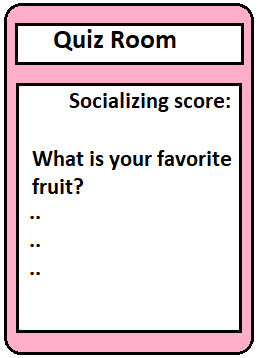 Quiz Room
Socializing score:
What is your favorite
fruit?
..
..
..